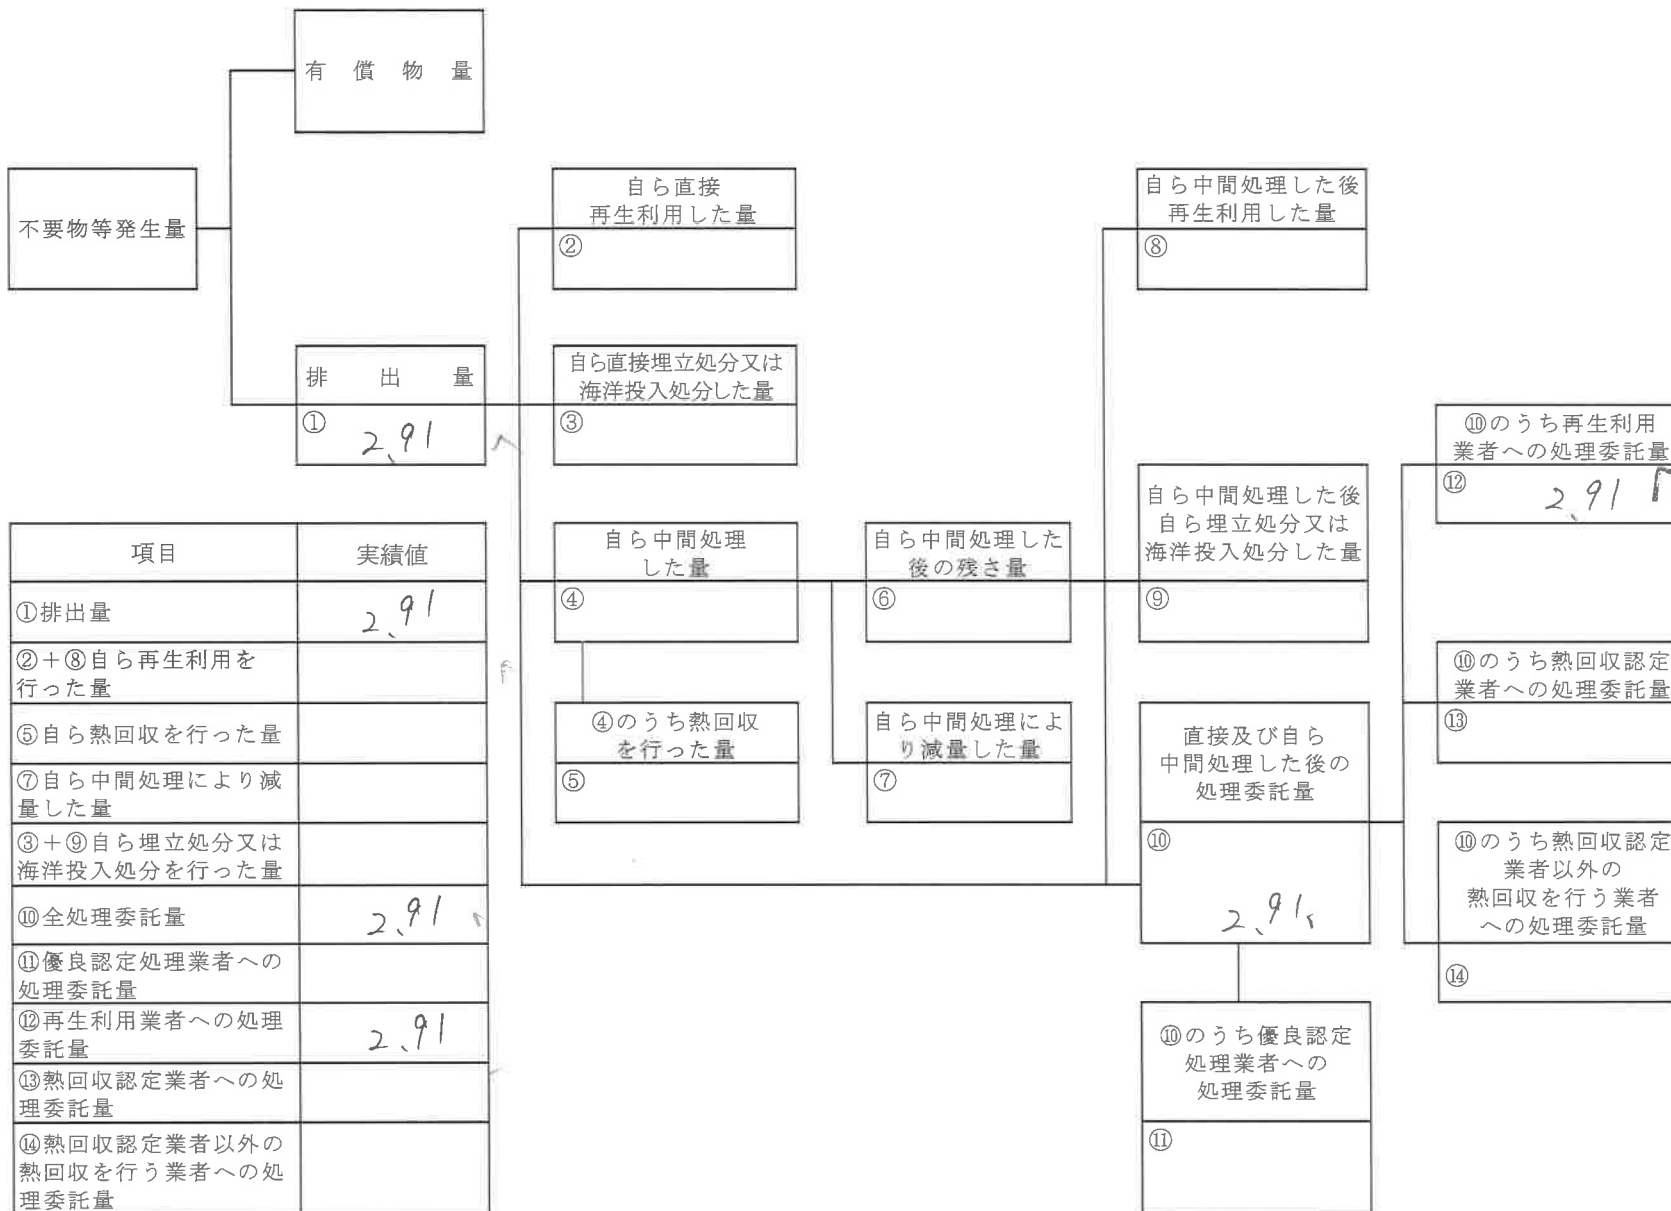 有償物量
不要物等発生量
自ら直接
再生利用した量
②
自ら中間処理した後
再生利用した量
⑧
排出量
① 2.91
自ら直接埋立処分又は
海洋投入処分した量
③
⑩のうち再生利用
業者への処理委託量
⑫ 2.91
自ら中間処理
した量
④
自ら中間処理した
後の残さ量
⑥
自ら中間処理した後
自ら埋立処分又は
海洋投入処分した量
⑨
⑩のうち熱回収認定
業者への処理委託量
⑬
④のうち熱回収
を行った量
⑤
自ら中間処理によ
り減量した量
⑦
直接及び自ら
中間処理した後の
処理委託量
⑩
2.91
⑩のうち熱回収認定
業者以外の
熱回収を行う業者
への処理委託量
⑭
⑩のうち優良認定
処理業者への
処理委託量
⑪
項目 実績値
①排出量 2.91
②+⑧自ら再生利用を
行った量
⑤自ら熱回収を行った量
⑦自ら中間処理により減
量した量
③+⑨自ら埋立処分又は
海洋投入処分を行った量
⑩全処理委託量 2.91
⑪優良認定処理業者への
処理委託量
⑫再生利用業者への処理
委託量 2.91
⑬熱回収認定業者への処
理委託量
⑭熱回収認定業者以外の
熱回収を行う業者への処
理委託量